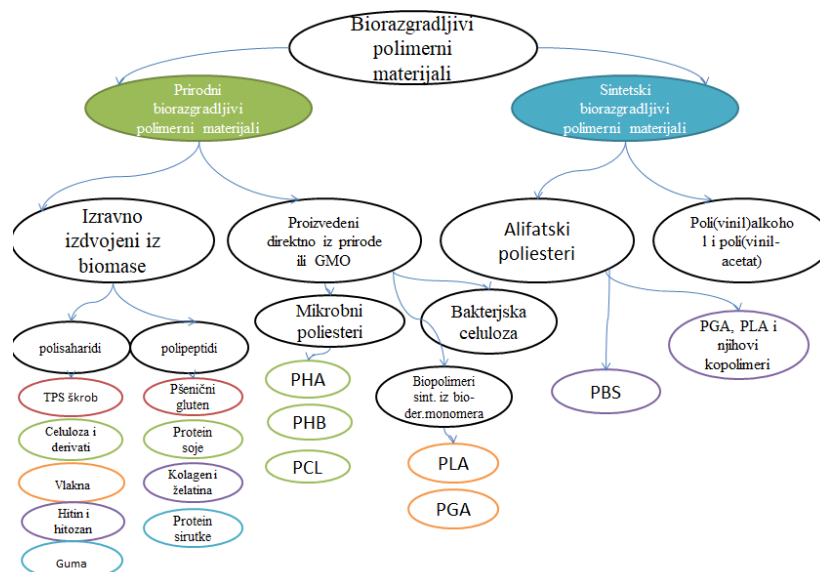 Biorazgradljivi
polimerni
materijali
Prirodni
biorazgradljivi
polimerni materijali
Sintetski
biorazgradljivi
polimerni materijali
Izravno
izdvojeni iz
biomase
Proizvedeni
direktno iz prirode
ili GMO
Alifatski
poliesteri
Poli(vinil)alkoho
l i poli(vinil-
acetat)
polisaharidi
polipeptidi
Mikrobni
poliesteri
Bakterjska
celuloza
PGA, PLA i
njihovi
kopolimeri
TPS škrob
Celuloza i
derivati
Vlakna
Hitin i
hitozan
Guma
Pšenični
gluten
Protein
soje
Kolagen i
želatina
Protein
sirutke
PHA
PHB
PCL
Biopolimeri
sint. iz bio-
der.monomera
PLA
PGA
PBS